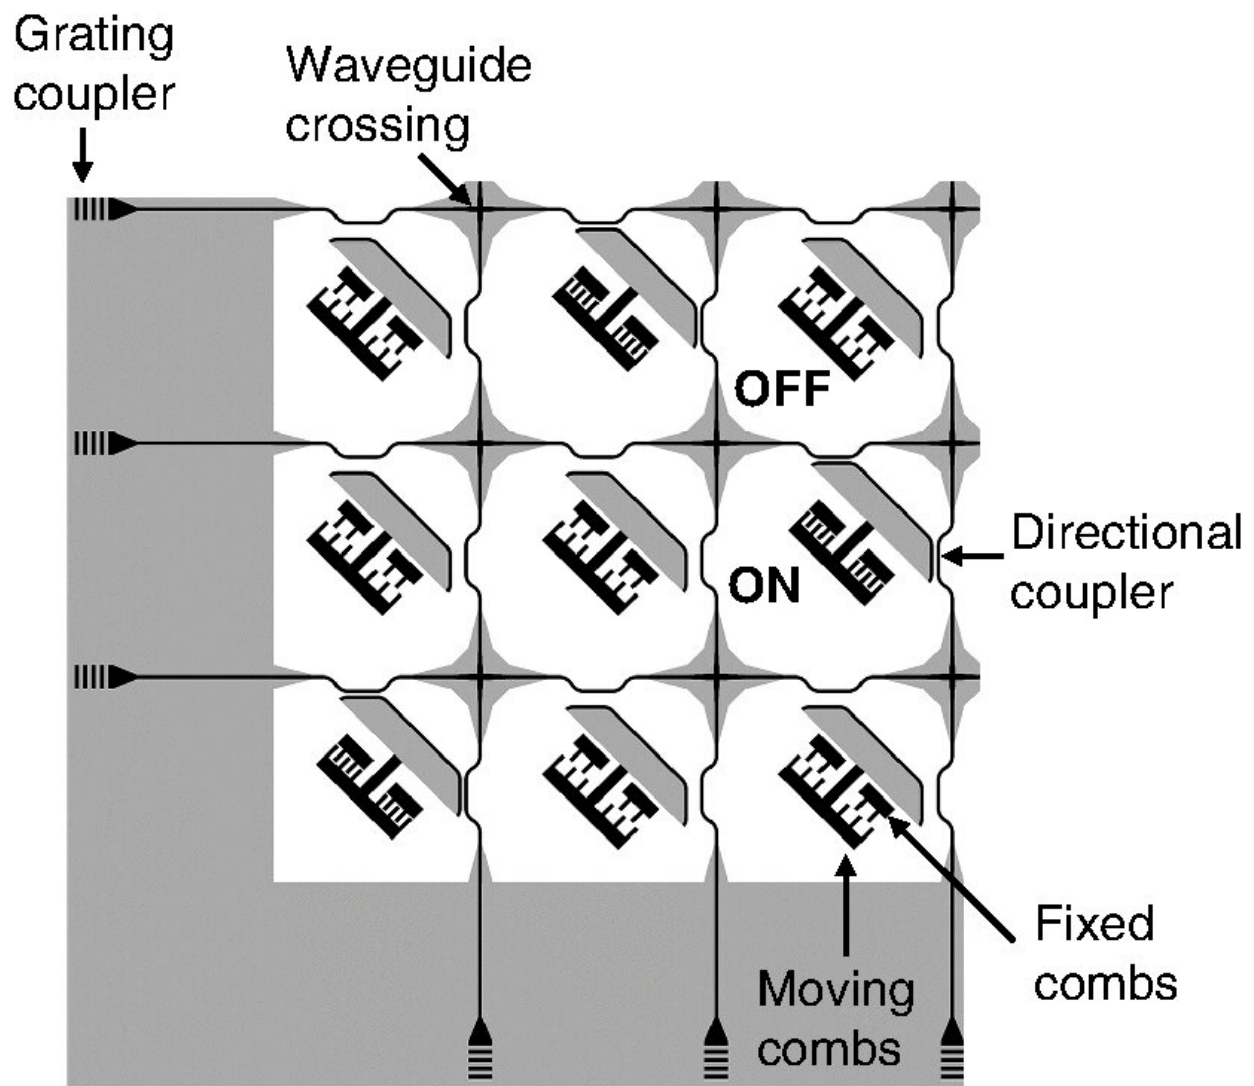 Grating
coupler
Waveguide
crossing
OFF
ON
Directional
coupler
Fixed
combs
Moving
combs